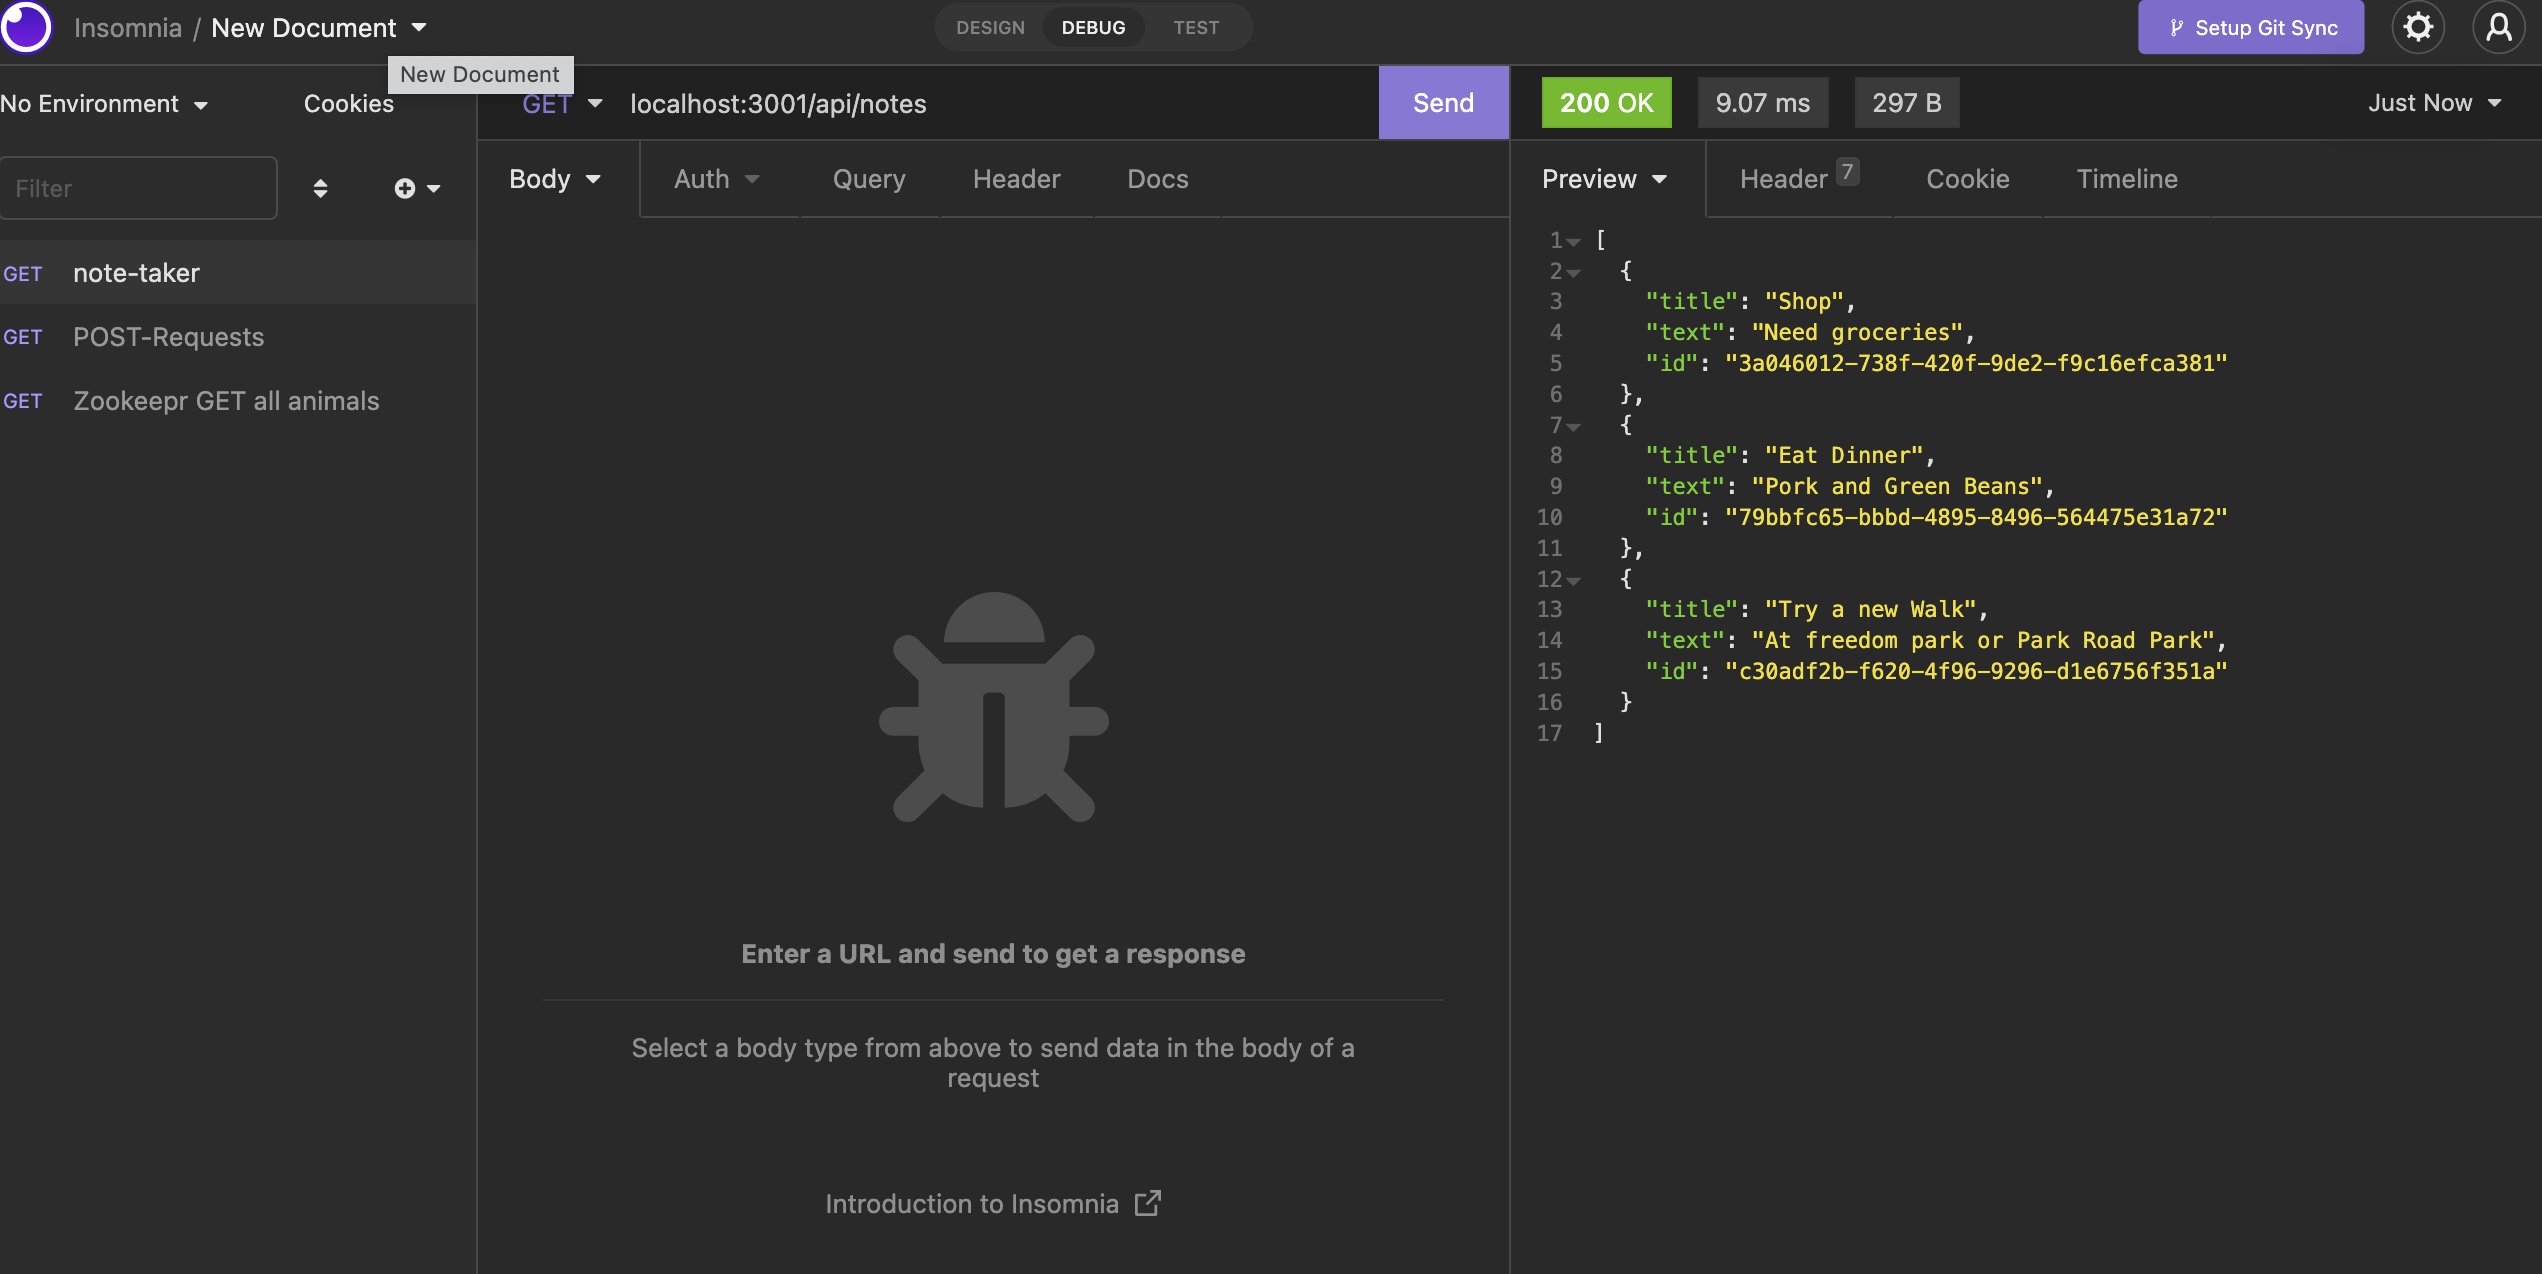 Insomnia / New Document
DESIGN DEBUG TEST
Setup Git Sync
New Document
No Environment Cookies
GET localhost:3001/api/notes Send
200 OK 9.07 ms 297 B Just Now
Filter
Body Auth Query Header Docs
Preview Header 7 Cookie Timeline
GET note-taker
GET POST-Requests
GET Zookeepr GET all animals
Enter a URL and send to get a response
Select a body type from above to send data in the body of a
request
Introduction to Insomnia
1 [
2 {
3 "title": "Shop",
4 "text": "Need groceries",
5 "id": "3a046012-738f-420f-9de2-f9c16efca381"
6 },
7 {
8 "title": "Eat Dinner",
9 "text": "Pork and Green Beans",
10 "id": "79bbfc65-bbbd-4895-8496-564475e31a72"
11 },
12 {
13 "title": "Try a new Walk",
14 "text": "At freedom park or Park Road Park",
15 "id": "c30adf2b-f620-4f96-9296-d1e6756f351a"
16 }
17 ]